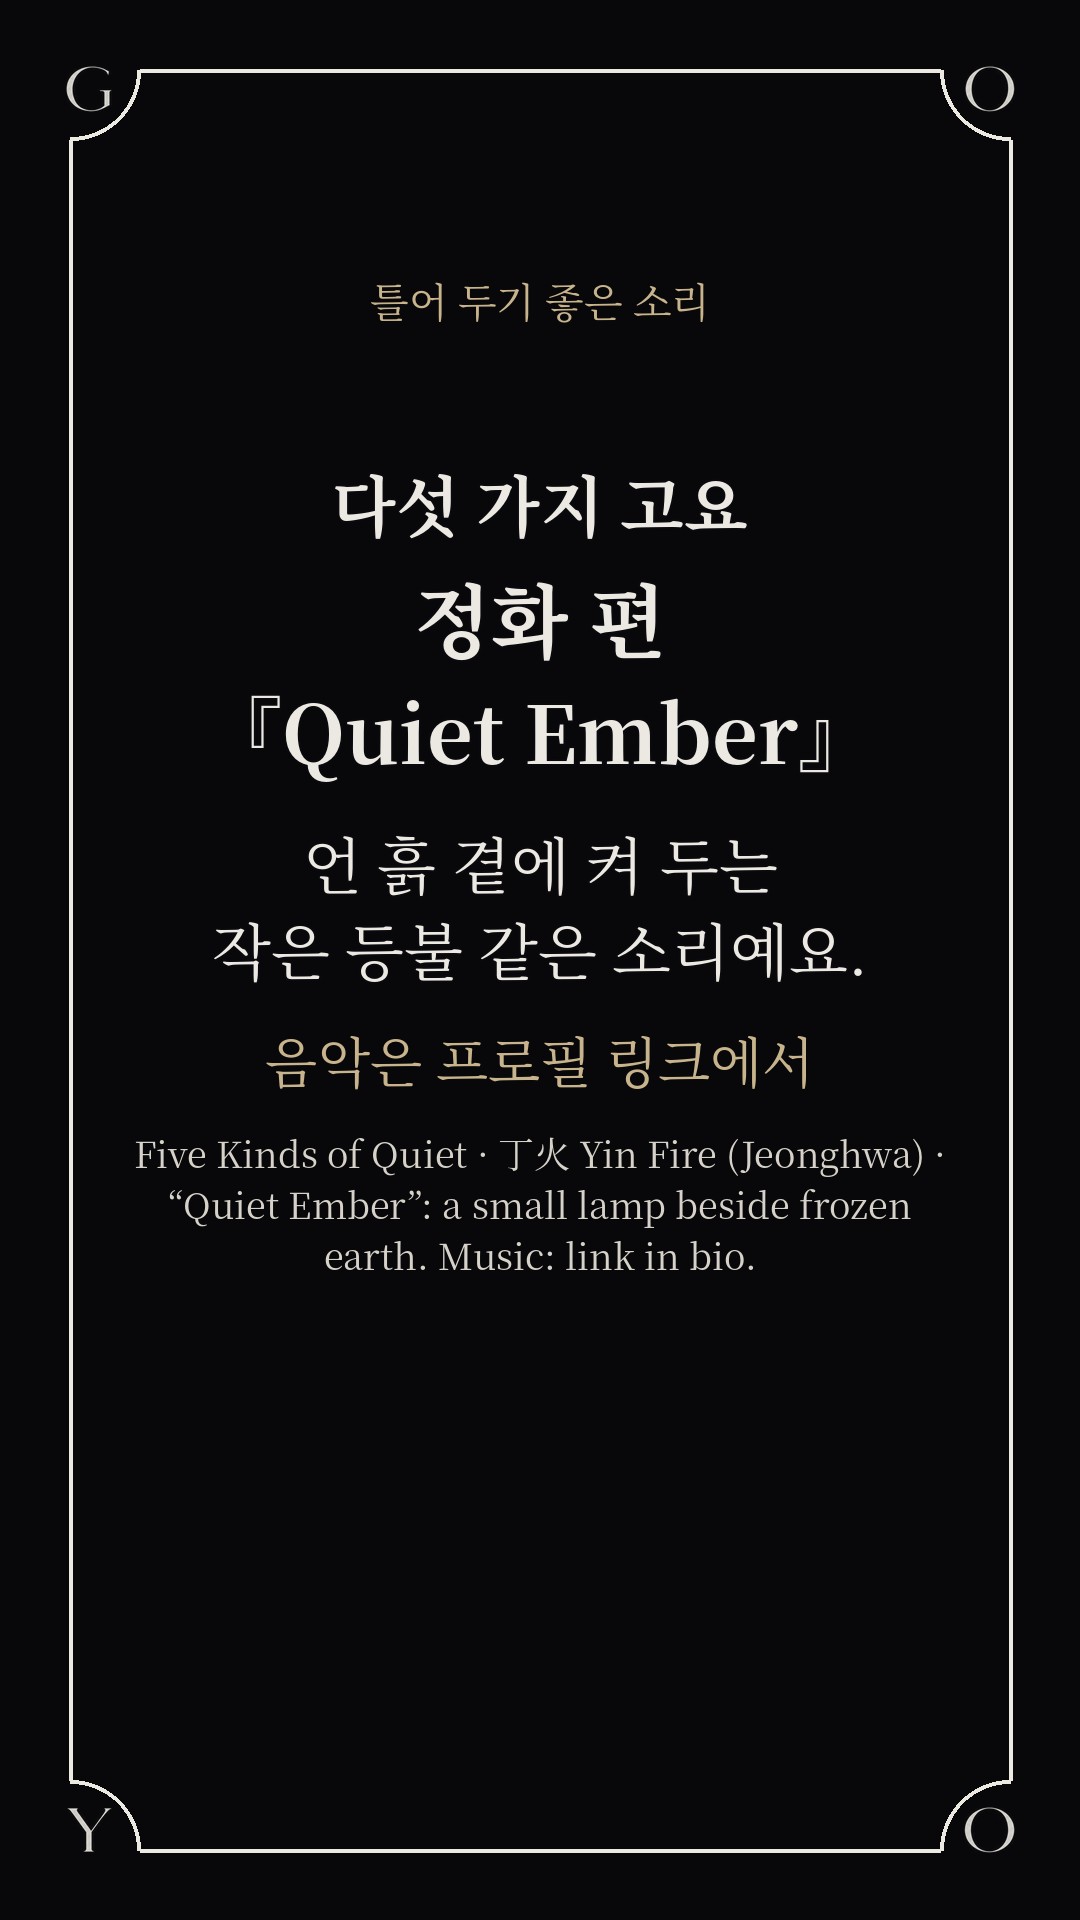 G O
틀어 두기 좋은 소리
다섯 가지 고요
정화 편
『Quiet Ember』
언 흙 곁에 켜 두는
작은 등불 같은 소리예요.
음악은 프로필 링크에서
Five Kinds of Quiet · 丁火 Yin Fire (Jeonghwa) ·
“Quiet Ember”: a small lamp beside frozen
earth. Music: link in bio.
Y O